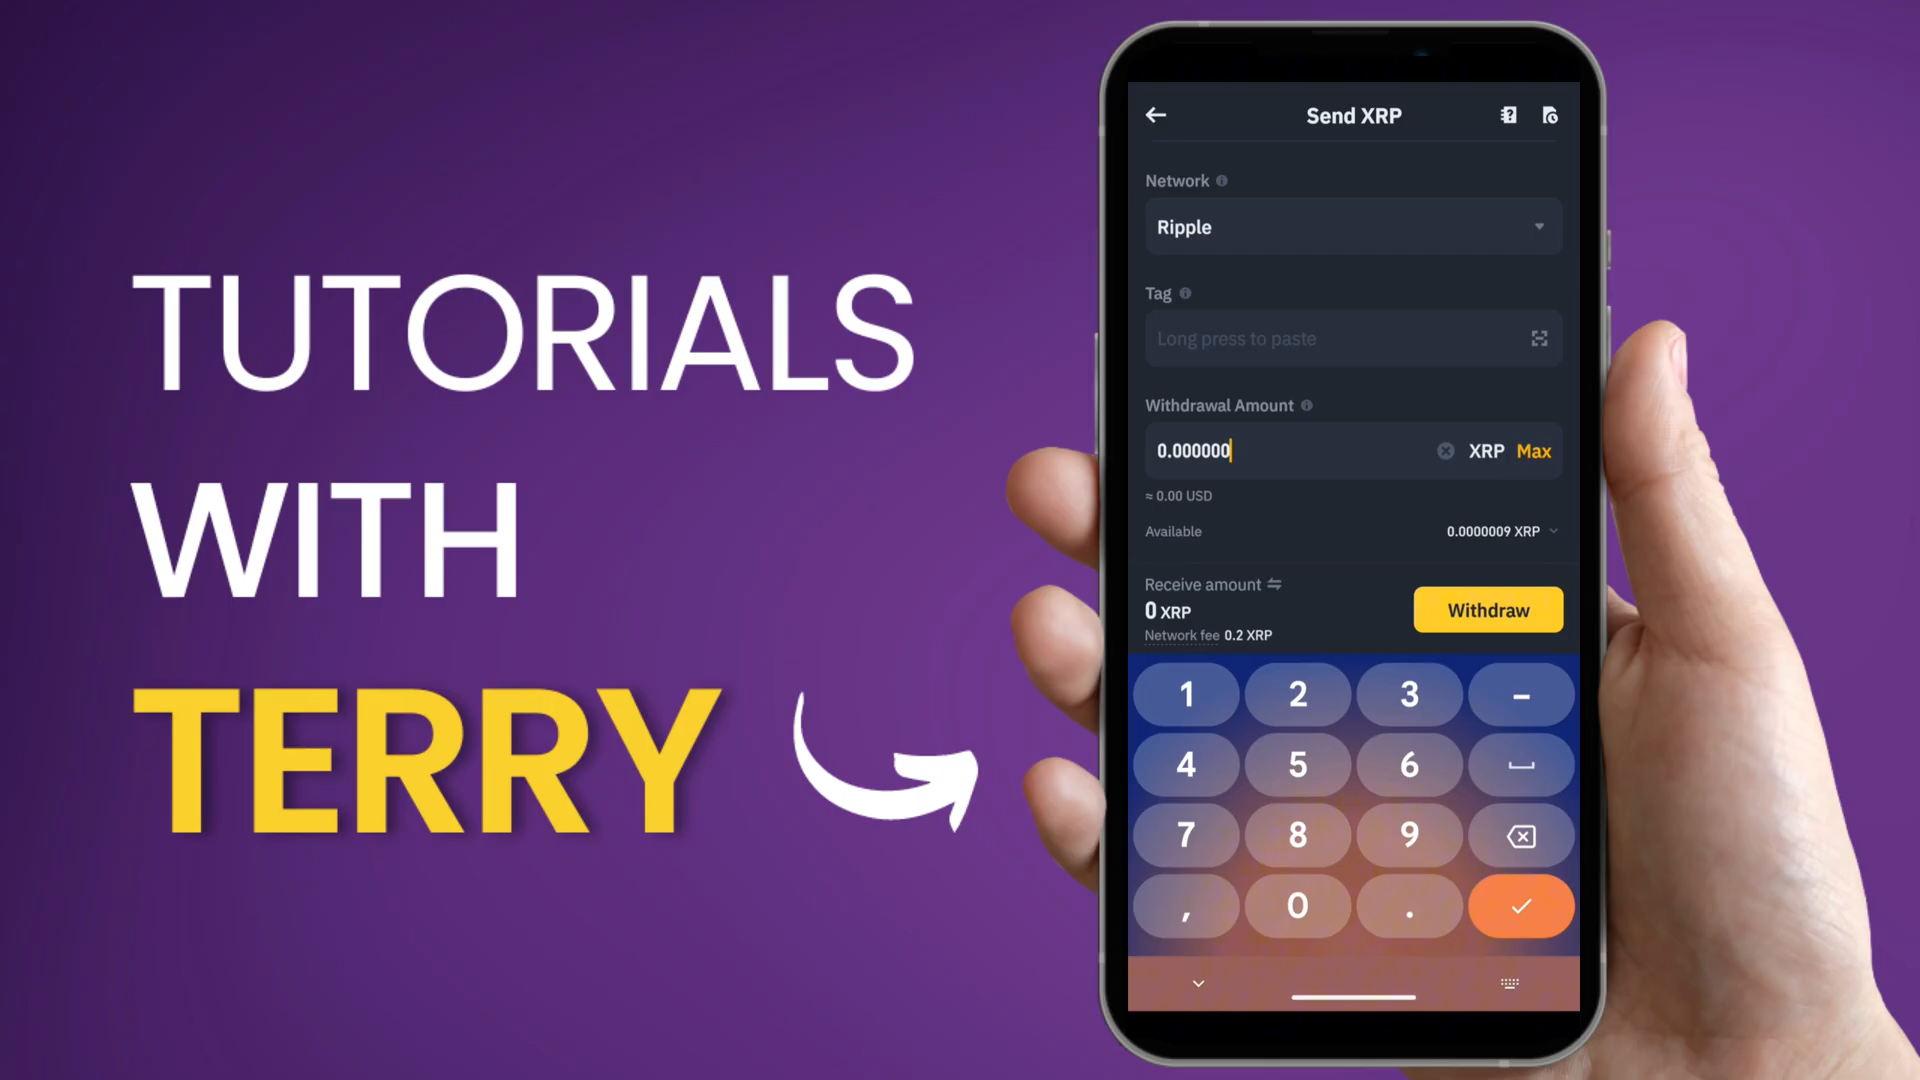 TUTORIALS
WITH
TERRY
Send XRP
Network
Ripple
Tag
Long press to paste
Withdrawal Amount
0.000000 XRP Max
≈ 0.00 USD
Available 0.0000009 XRP
Receive amount
0 XRP
Network fee 0.2 XRP
Withdraw
1 2 3 -
4 5 6
7 8 9
, 0 .